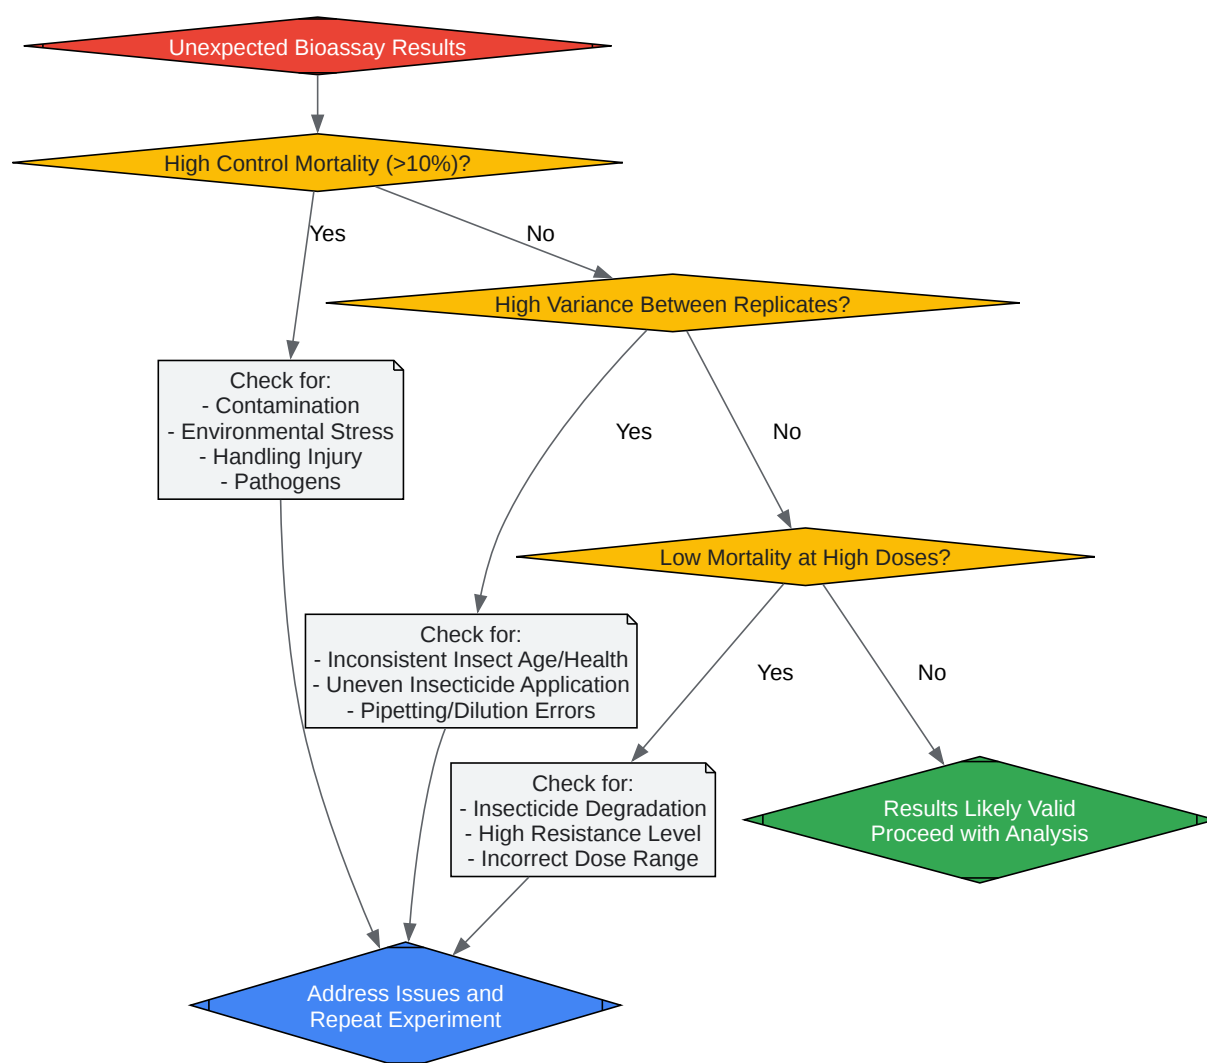 Unexpected Bioassay Results
High Control Mortality (>10%)?
Yes
No
High Variance Between Replicates?
Check for:
- Contamination
- Environmental Stress
- Handling Injury
- Pathogens
Yes
No
Low Mortality at High Doses?
Check for:
- Inconsistent Insect Age/Health
- Uneven Insecticide Application
- Pipetting/Dilution Errors
Yes
No
Check for:
- Insecticide Degradation
- High Resistance Level
- Incorrect Dose Range
Results Likely Valid
Proceed with Analysis
Address Issues and
Repeat Experiment